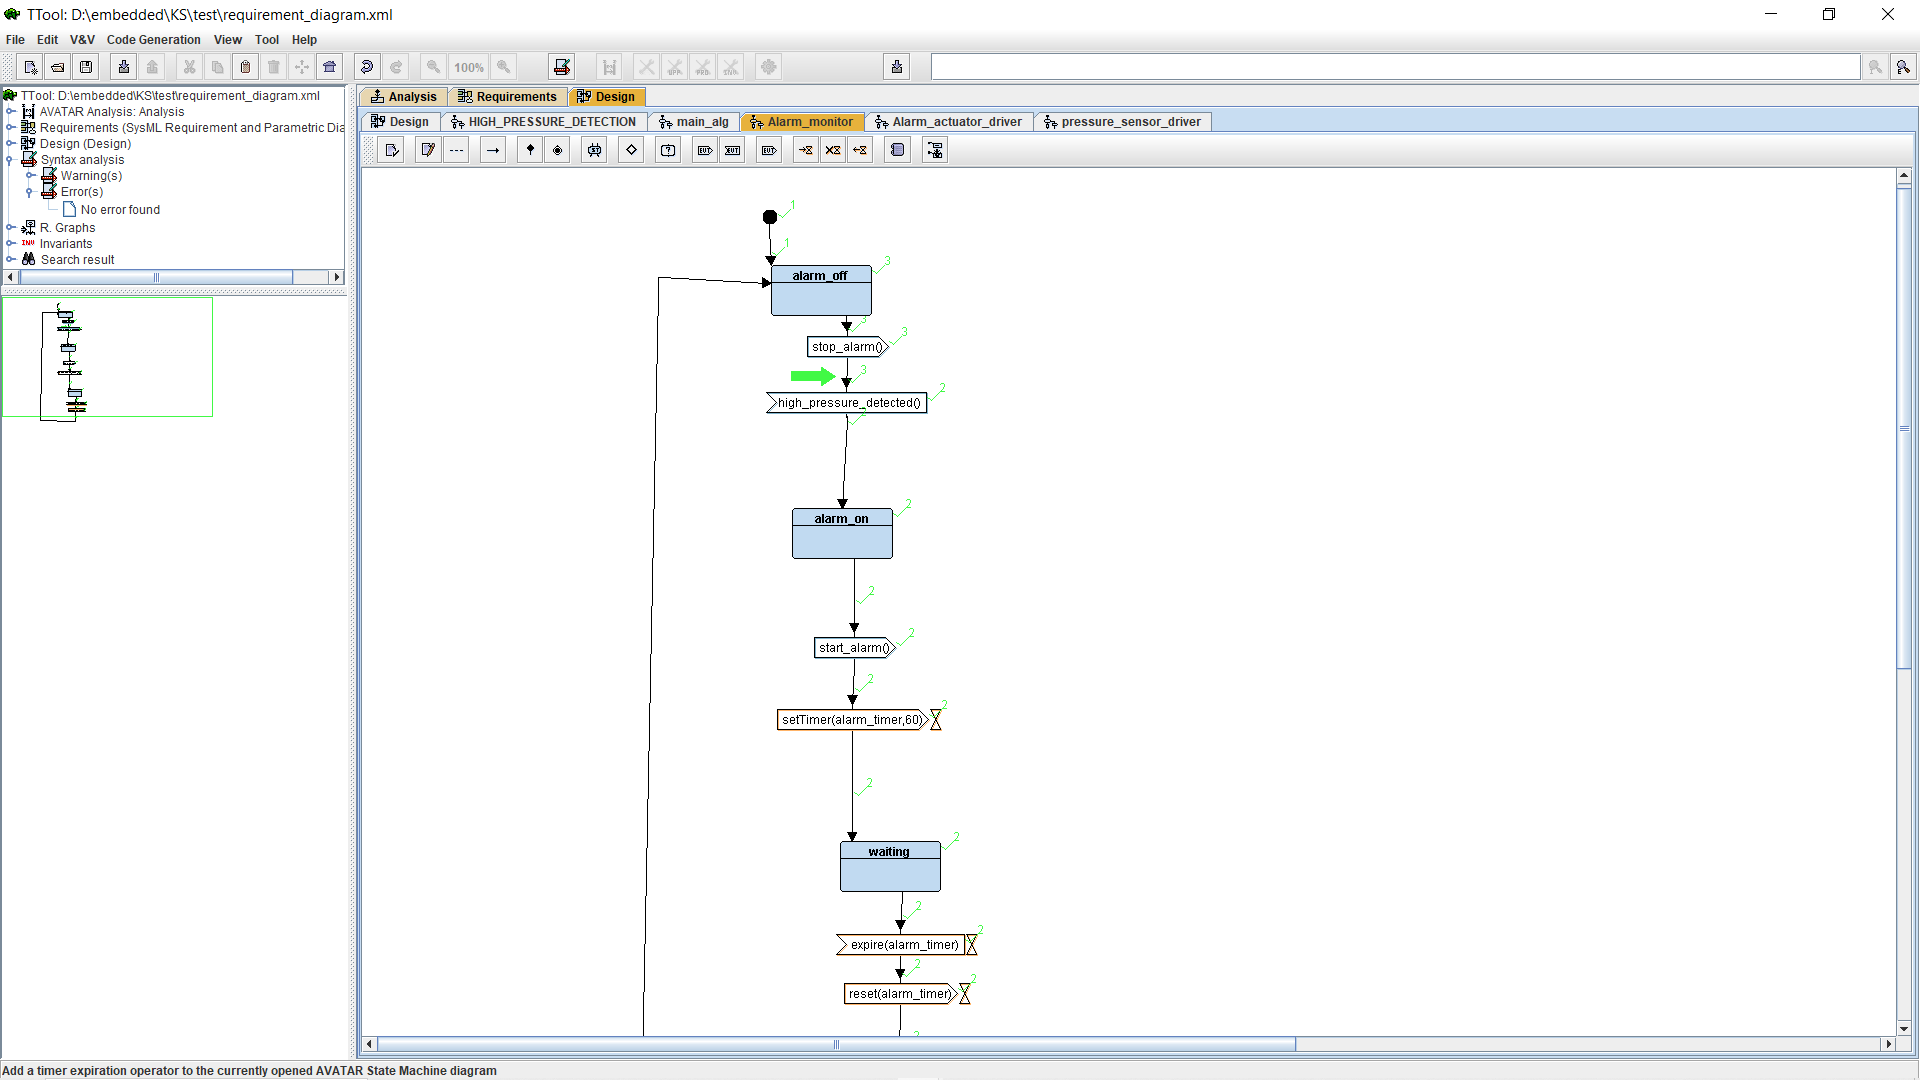 TTool: D:\embedded\KS\test\requirement_diagram.xml
File Edit V&V Code Generation View Tool Help
100%
TTool: D:\embedded\KS\test\requirement_diagram.xml
AVATAR Analysis: Analysis
Requirements (SysML Requirement and Parametric Dia
Design (Design)
Syntax analysis
Warning(s)
Error(s)
No error found
R. Graphs
INV Invariants
Search result
Analysis Requirements Design
Design HIGH_PRESSURE_DETECTION main_alg Alarm_monitor Alarm_actuator_driver pressure_sensor_driver
1
1
alarm_off
3
3
stop_alarm()
3
3
high_pressure_detected()
2
2
alarm_on
2
2
start_alarm()
2
2
setTimer(alarm_timer,60)
2
2
waiting
2
2
expire(alarm_timer)
2
2
reset(alarm_timer)
2
2
Add a timer expiration operator to the currently opened AVATAR State Machine diagram